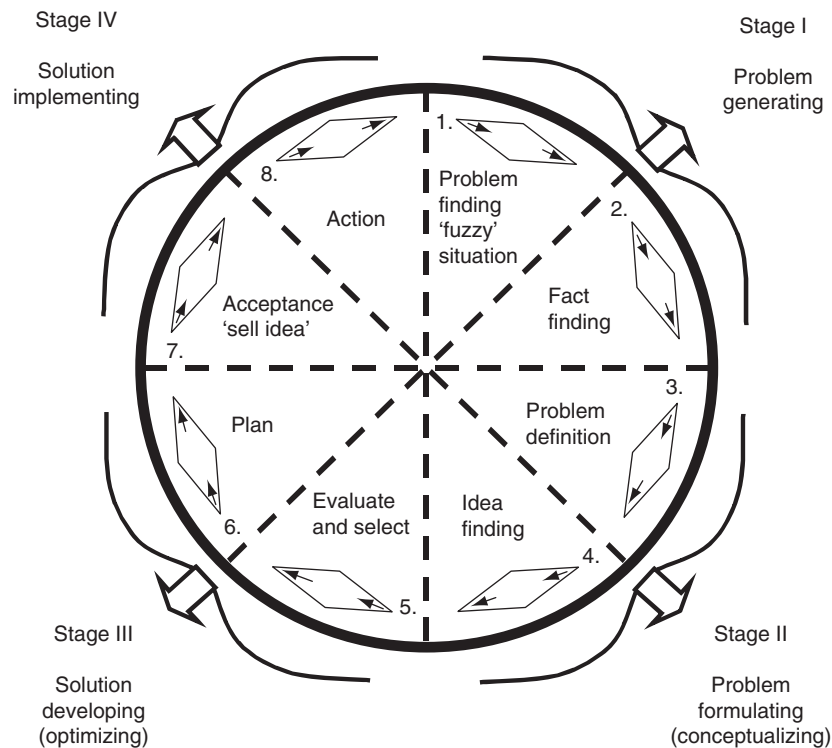 Stage IV
Solution
implementing
Stage I
Problem
generating
1.
Problem
finding
‘fuzzy’
situation
2.
Fact
finding
3.
Problem
definition
4.
Idea
finding
5.
Evaluate
and select
6.
Plan
7.
Acceptance
‘sell idea’
8.
Action
Stage III
Solution
developing
(optimizing)
Stage II
Problem
formulating
(conceptualizing)